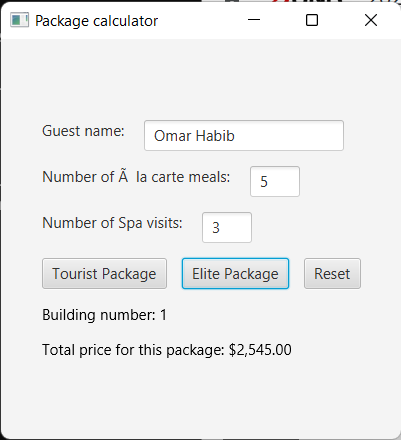 Package calculator
Guest name: Omar Habib
Number of Ã  la carte meals: 5
Number of Spa visits: 3
Tourist Package Elite Package Reset
Building number: 1
Total price for this package: $2,545.00